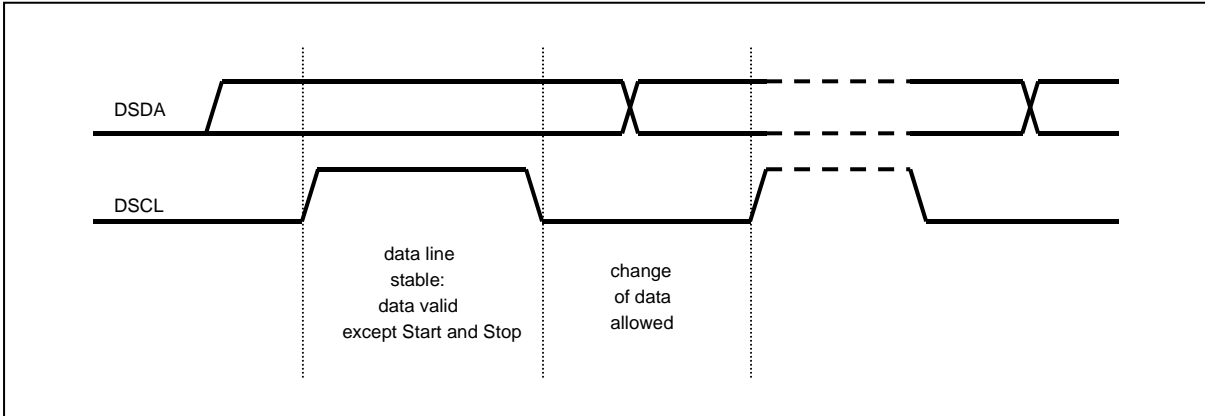 DSDA
DSCL
data line
stable:
data valid
except Start and Stop
change
of data
allowed